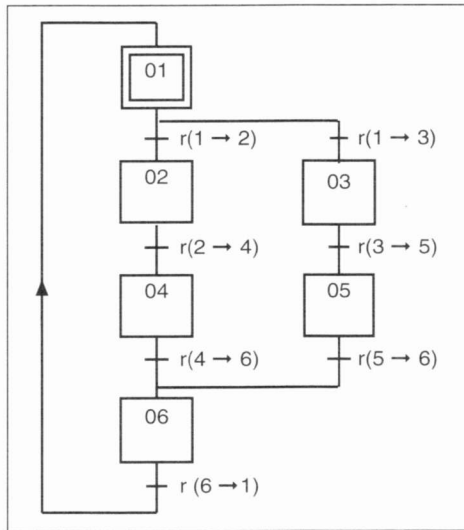 01
r(1 → 2) r(1 → 3)
02 03
r(2 → 4) r(3 → 5)
04 05
r(4 → 6) r(5 → 6)
06
r (6 →1)